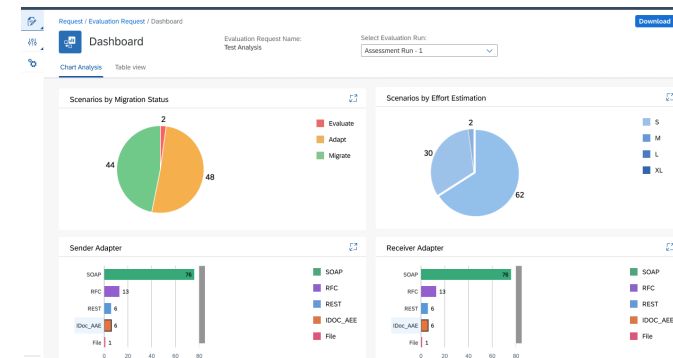 Request / Evaluation Request / Dashboard
Download
Dashboard
Evaluation Request Name:
Test Analysis
Select Evaluation Run:
Assessment Run - 1
Chart Analysis Table view
Scenarios by Migration Status
2
44
48
Evaluate
Adapt
Migrate
Scenarios by Effort Estimation
2
30
62
S
M
L
XL
Sender Adapter
SOAP 76
RFC 13
REST 6
IDoc_AAE 6
File 1
0 20 40 60 80
SOAP
RFC
REST
IDOC_AEE
File
Receiver Adapter
SOAP 76
RFC 13
REST 6
IDoc_AAE 6
File 1
0 20 40 60 80
SOAP
RFC
REST
IDOC_AEE
File